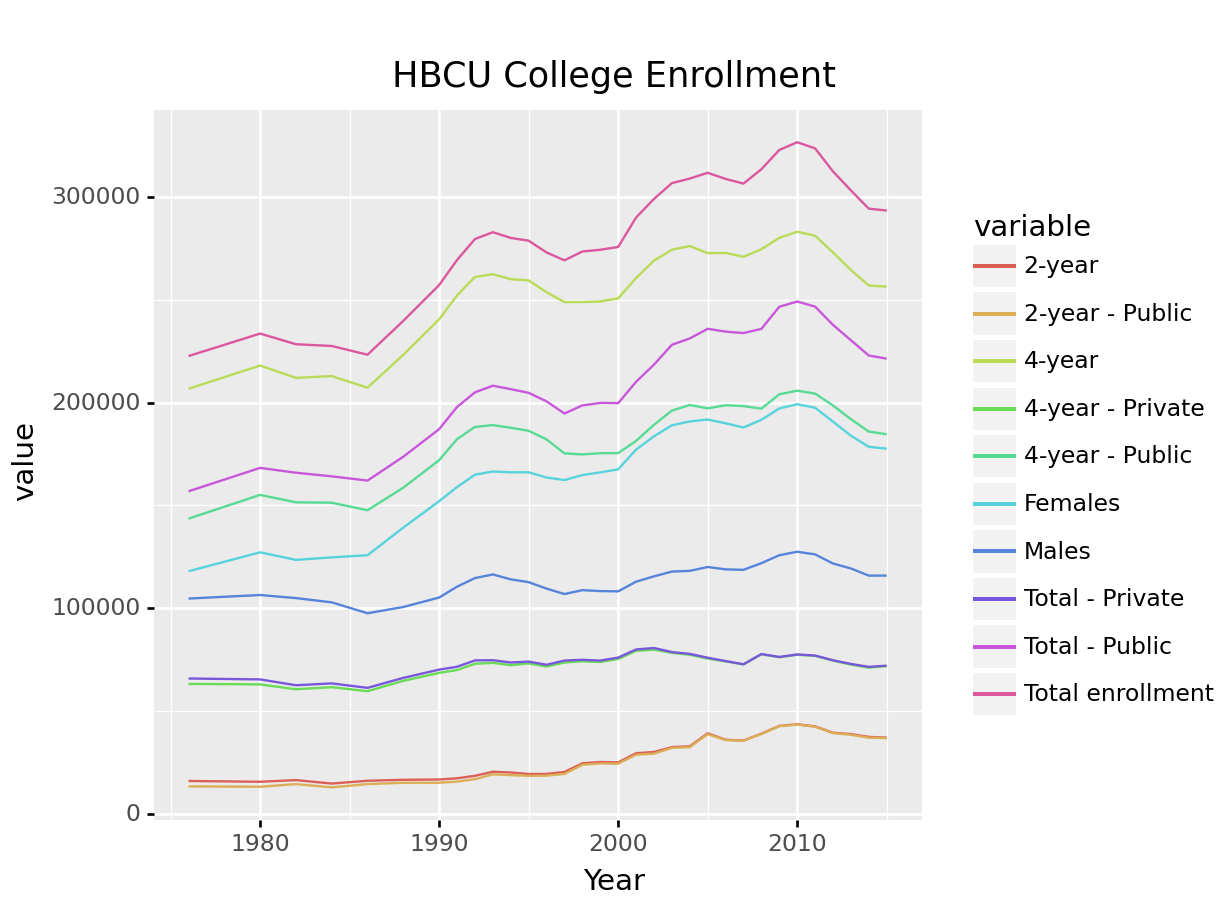 HBCU College Enrollment
value
300000
200000
100000
0
1980
1990
2000
2010
Year
variable
2-year
2-year - Public
4-year
4-year - Private
4-year - Public
Females
Males
Total - Private
Total - Public
Total enrollment